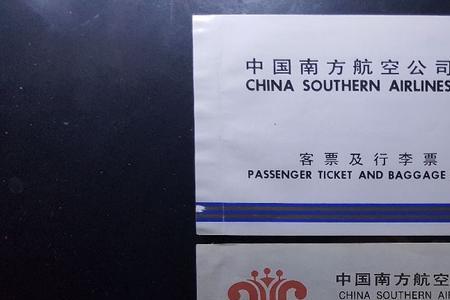 中国南方航空公司
CHINA SOUTHERN AIRLINES
客票及行李票
PASSENGER TICKET AND BAGGAGE
中国南方航空
CHINA SOUTHERN AI